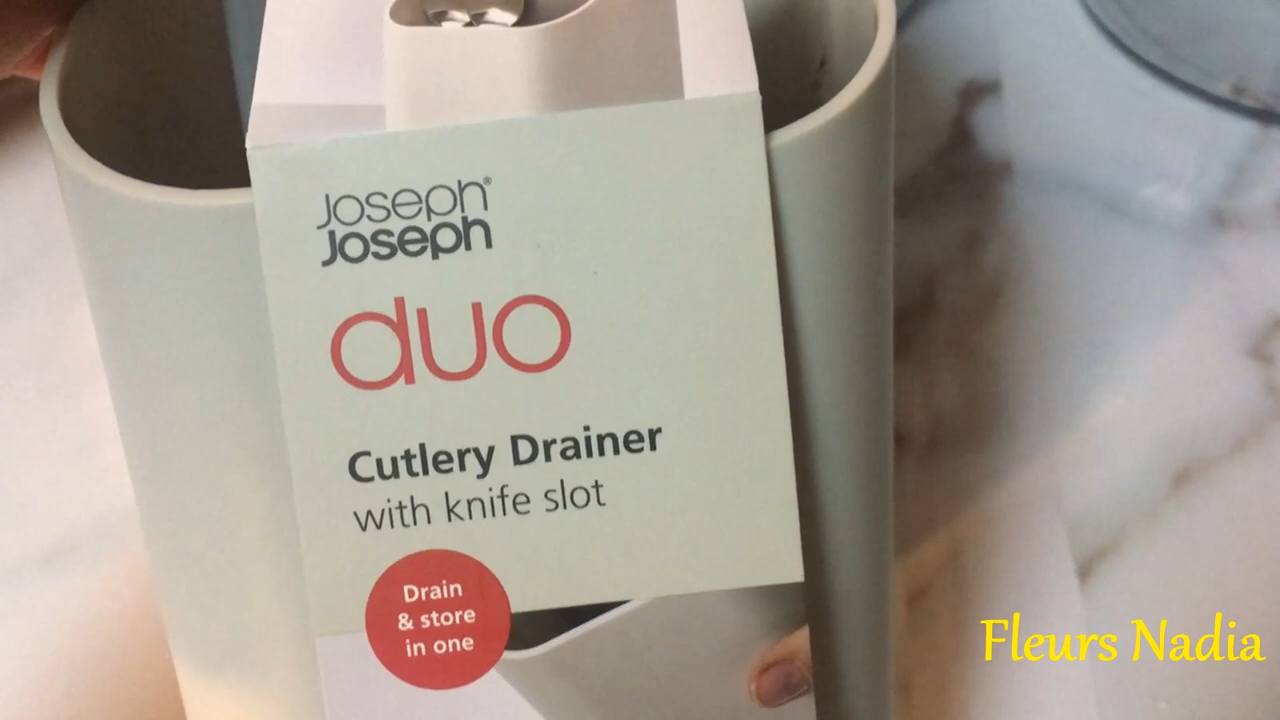 Joseph®
Joseph
duo
Cutlery Drainer
with knife slot
Drain
& store
in one
Fleurs Nadia